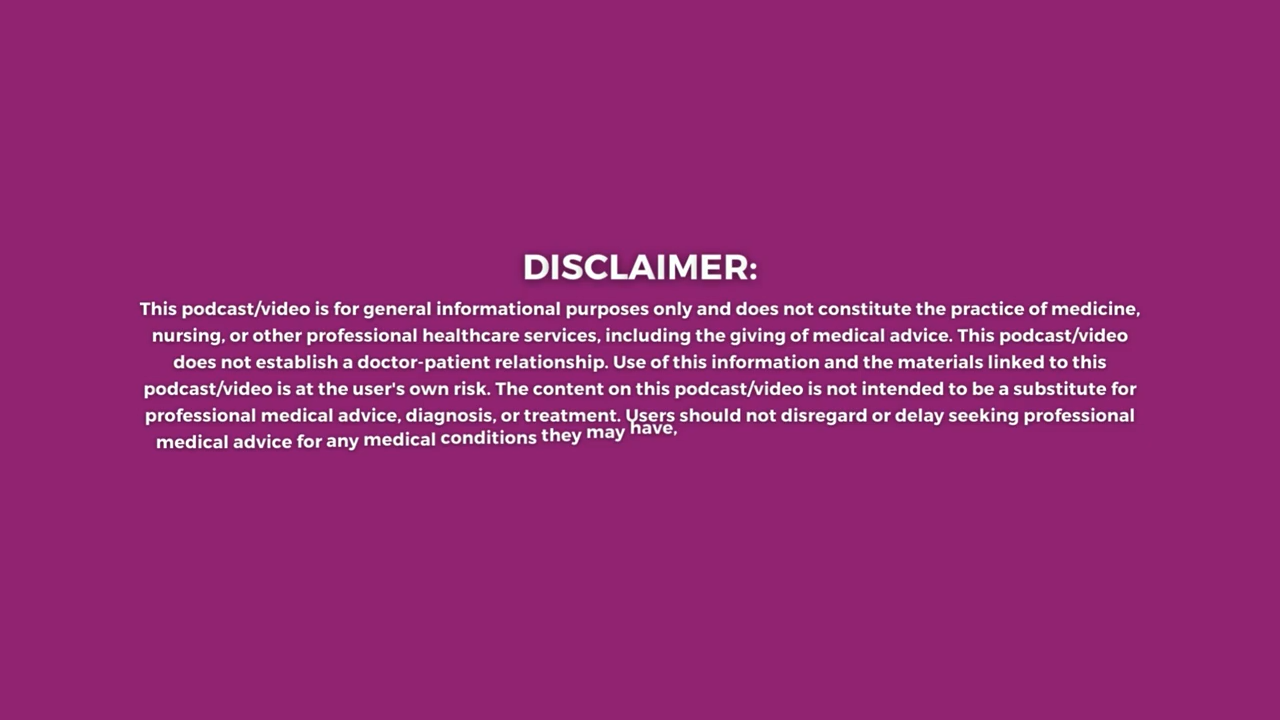 DISCLAIMER:
This podcast/video is for general informational purposes only and does not constitute the practice of medicine,
nursing, or other professional healthcare services, including the giving of medical advice. This podcast/video
does not establish a doctor-patient relationship. Use of this information and the materials linked to this
podcast/video is at the user's own risk. The content on this podcast/video is not intended to be a substitute for
professional medical advice, diagnosis, or treatment. Users should not disregard or delay seeking professional
medical advice for any medical conditions they may have,